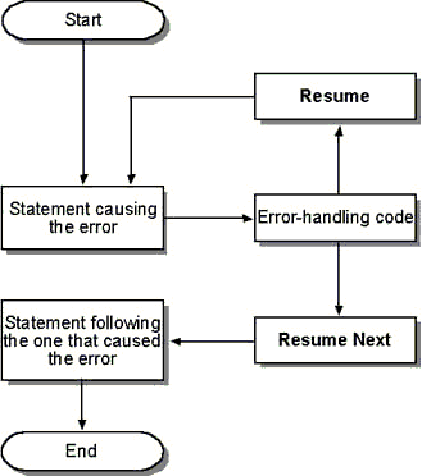 Start
Resume
Statement causing
the error
Error-handling code
Statement following
the one that caused
the error
Resume Next
End